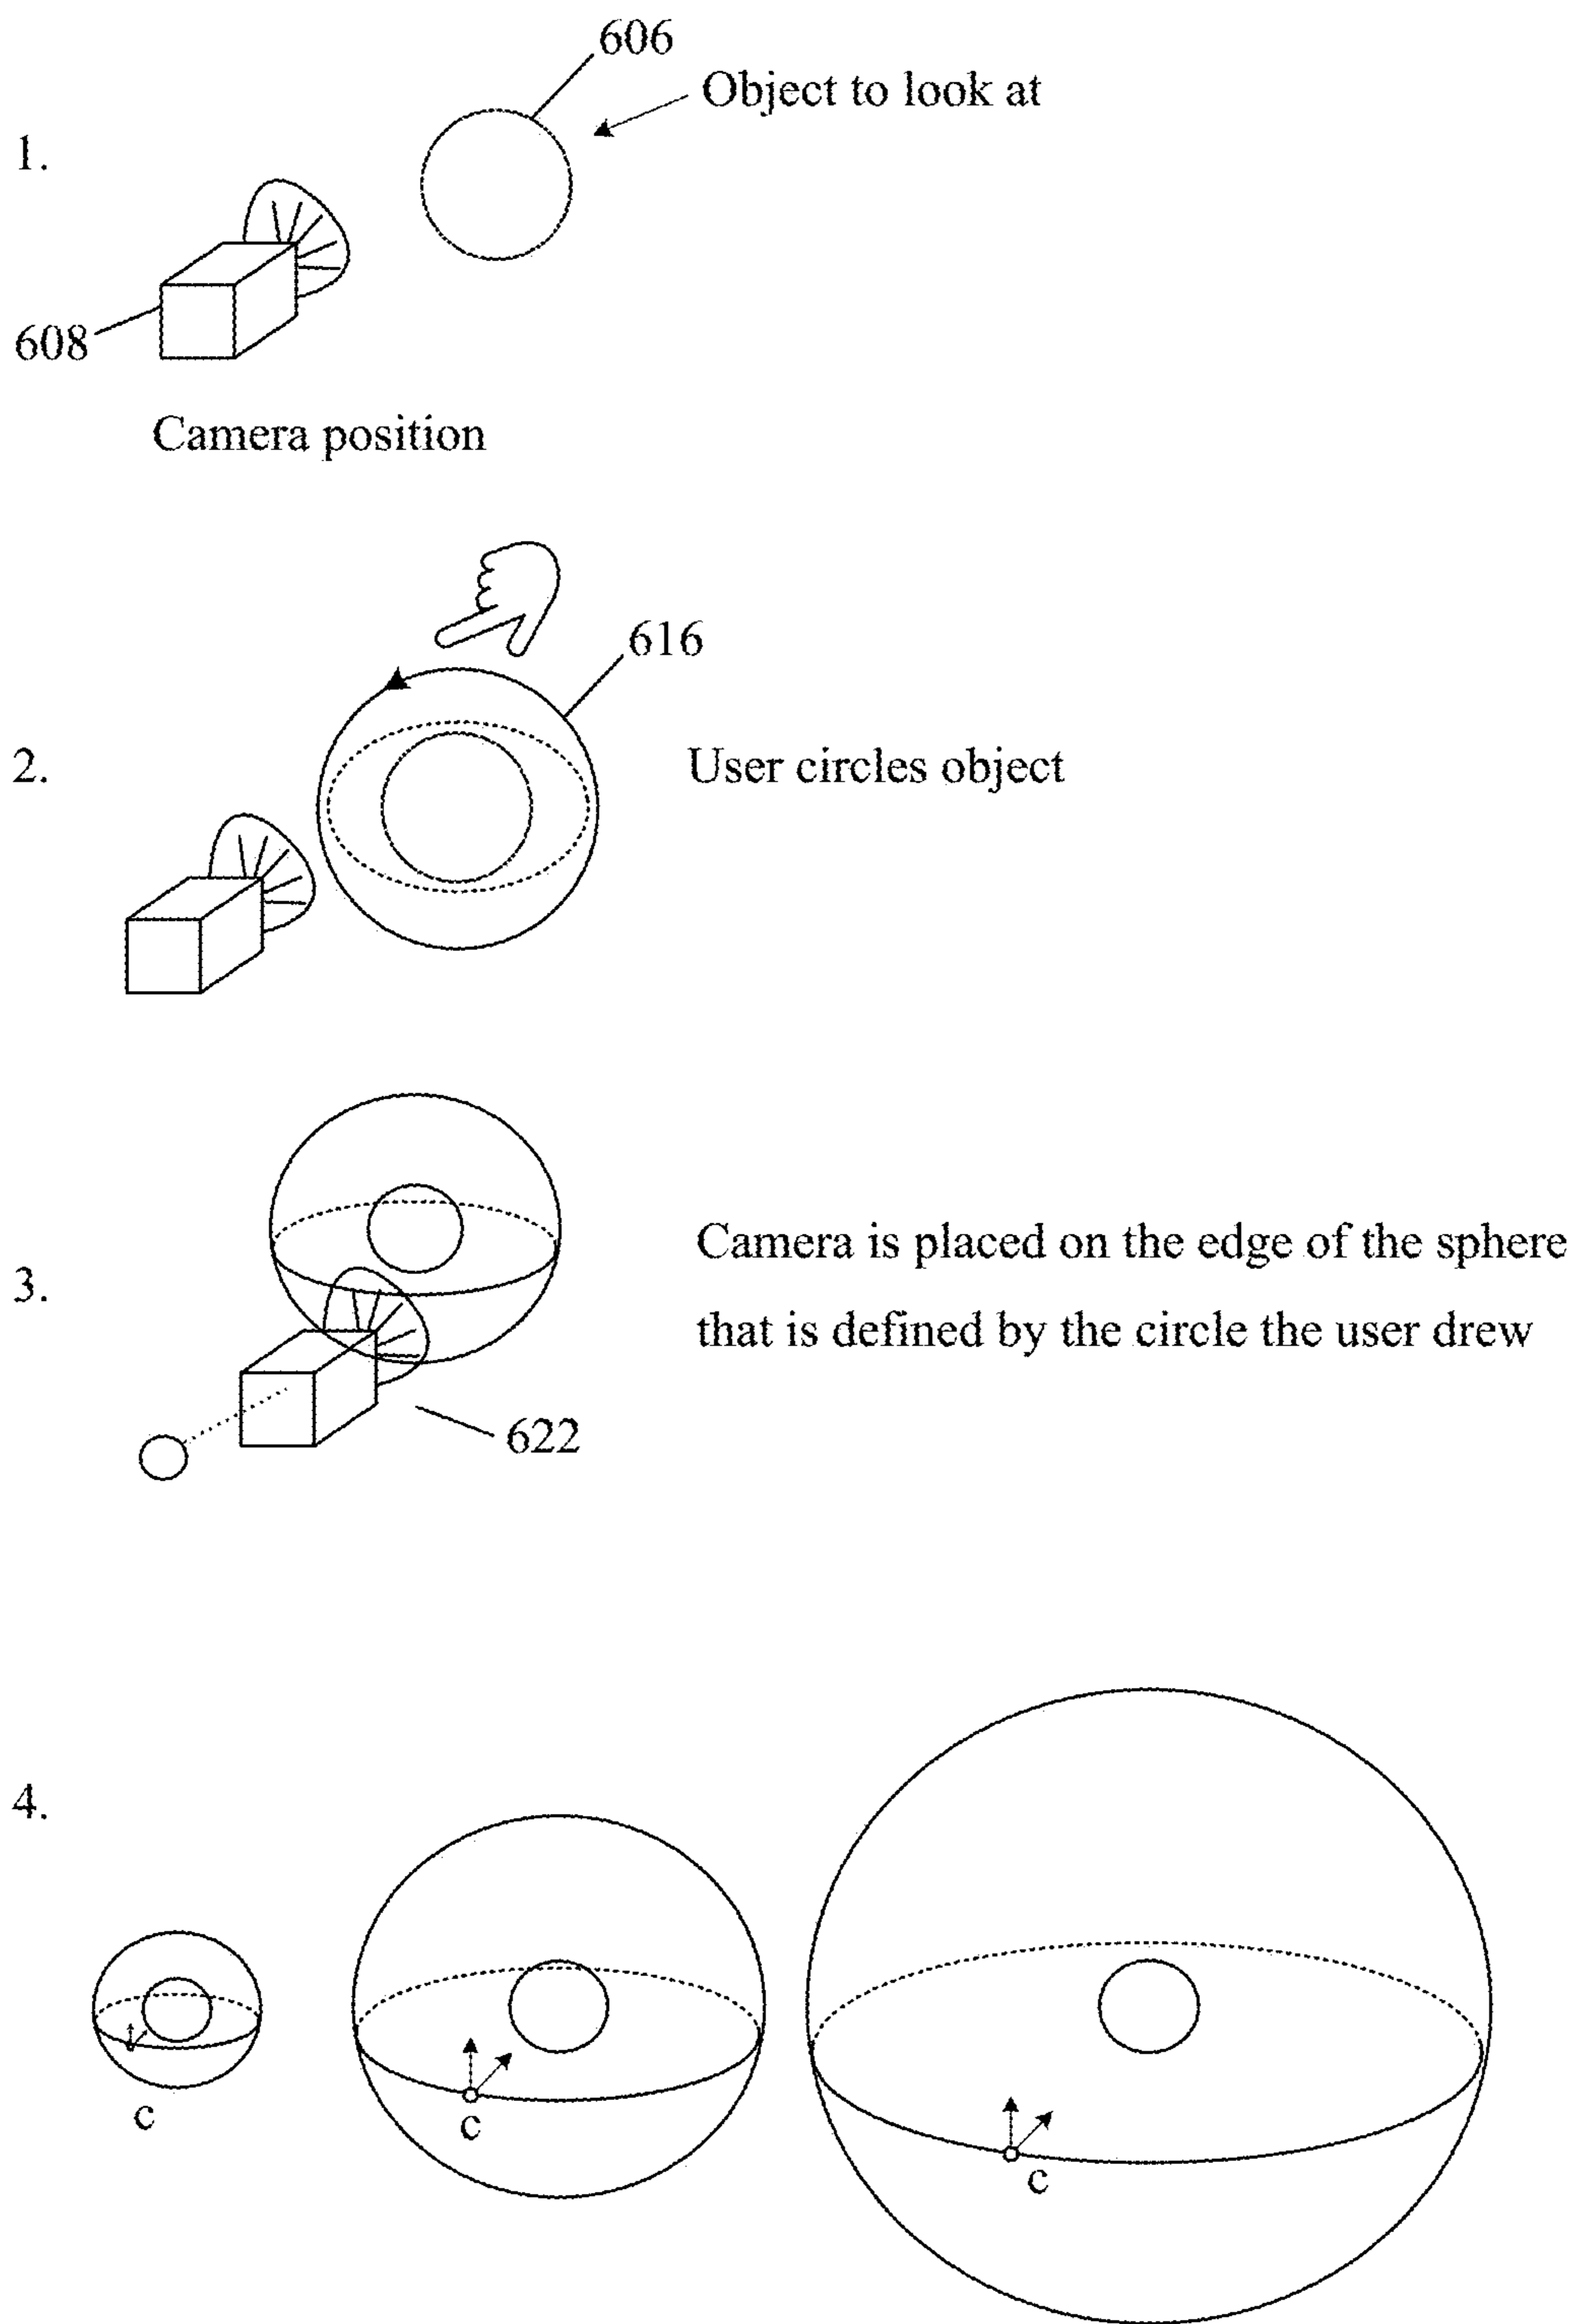 606
Object to look at
1.
608
Camera position
616
2.
User circles object
Camera is placed on the edge of the sphere
3.
that is defined by the circle the user drew
622
4.
c
c
c